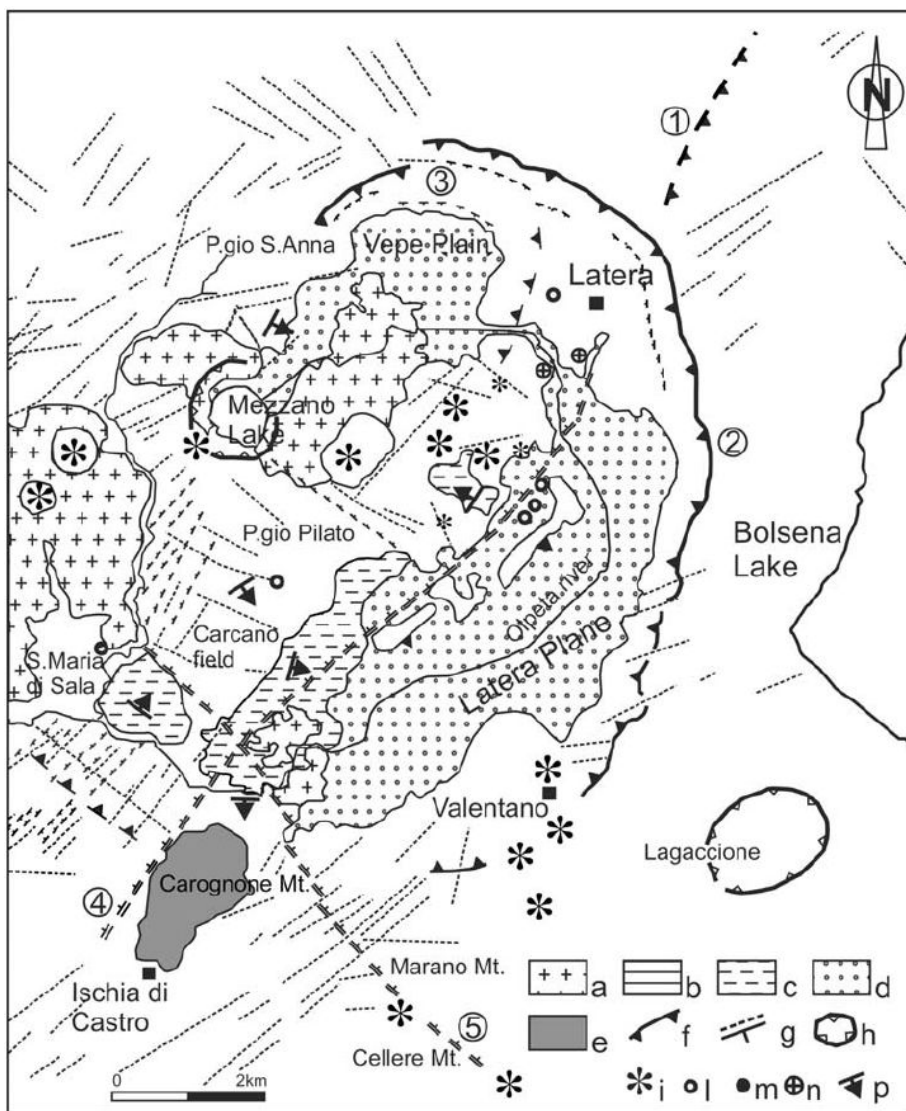 N
1
3
P.gio S.Anna
Vepe Plain
Latera
Mezzano
Lake
2
Bolsena
Lake
P.gio Pilato
Olpeta river
Carcano
field
Latera Plane
S.Maria
di Sala
Valentano
Lagaccione
Carognone Mt.
4
Ischia di
Castro
Marano Mt.
5
Cellere Mt.
a
b
c
d
e
f
g
h
i
l
m
n
p
0 2km